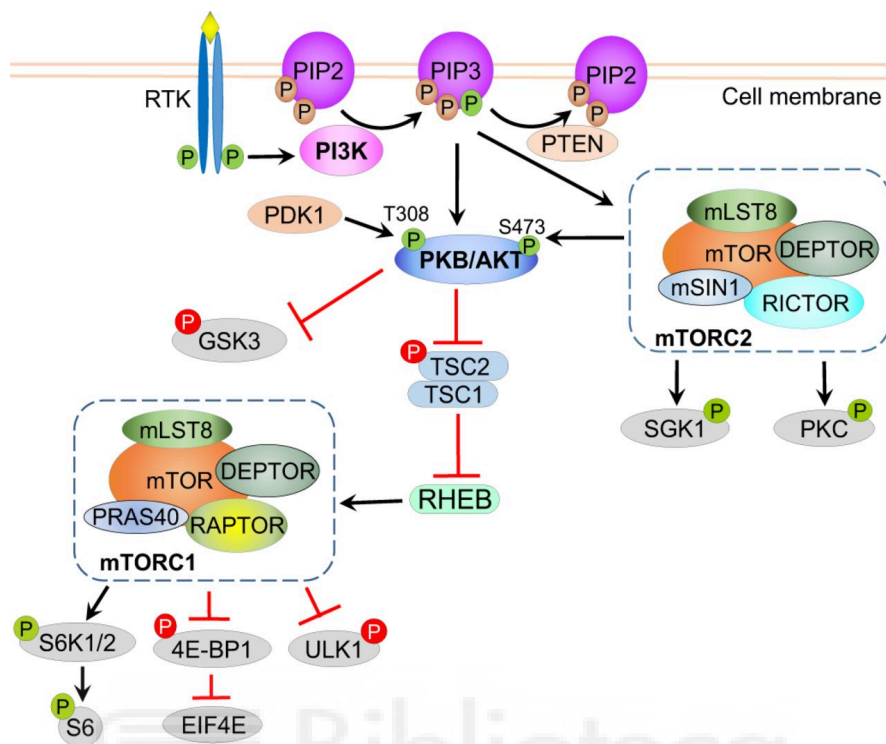 PIP2
PIP3
PIP2
P
P
P
P
P
P
P
RTK
Cell membrane
P
P
PI3K
PTEN
PDK1
T308
S473
P
P
PKB/AKT
mLST8
mTOR
DEPTOR
mSIN1
RICTOR
mTORC2
P
GSK3
P
TSC2
TSC1
SGK1
P
PKC
P
mLST8
mTOR
DEPTOR
PRAS40
RAPTOR
mTORC1
RHEB
P
S6K1/2
P
4E-BP1
ULK1
P
P
S6
EIF4E
Biblioteca